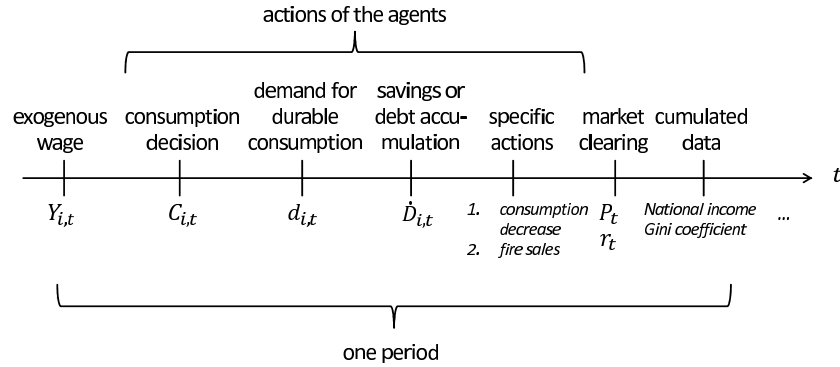 actions of the agents
exogenous
wage
consumption
decision
demand for
durable
consumption
savings or
debt accu-
mulation
specific
actions
market
clearing
cumulated
data
t
Y_{i,t}
C_{i,t}
d_{i,t}
Ḋ_{i,t}
1. consumption
decrease
2. fire sales
P_t
r_t
National income
Gini coefficient
...
one period